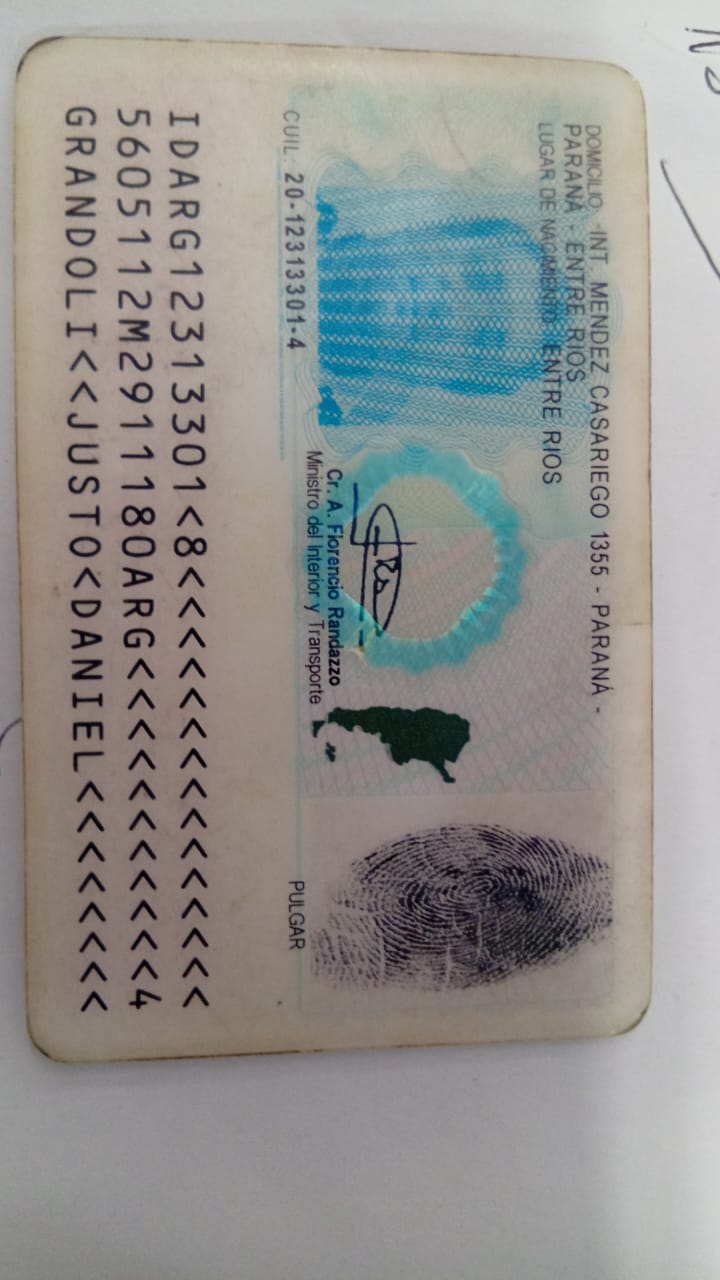 DOMICILIO: -INT. MENDEZ CASARIEGO 1355 - PARANÁ -
PARANÁ - ENTRE RIOS
LUGAR DE NACIMIENTO: ENTRE RIOS
CUIL: 20-12313301-4
Cr. A. Florencio Randazzo
Ministro del Interior y Transporte
PULGAR
IDARG12313301<8<<<<<<<<<<<<<<<
5605112M2911180ARG<<<<<<<<<<<4
GRANDOLI<<JUSTO<DANIEL<<<<<<<<